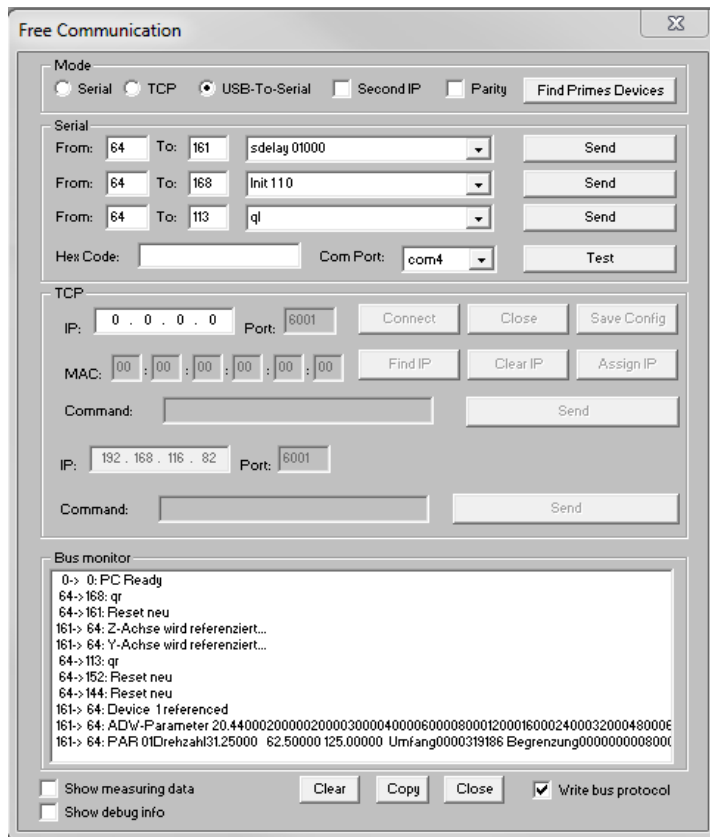 Free Communication
Mode
Serial TCP USB-To-Serial Second IP Parity Find Primes Devices
Serial
From: 64 To: 161 sdelay 01000 Send
From: 64 To: 168 Init 110 Send
From: 64 To: 113 ql Send
Hex Code: Com Port: com4 Test
TCP
IP: 0 . 0 . 0 . 0 Port: 6001 Connect Close Save Config
MAC: 00 : 00 : 00 : 00 : 00 : 00 Find IP Clear IP Assign IP
Command: Send
IP: 192 . 168 . 116 . 82 Port: 6001
Command: Send
Bus monitor
0-> 0: PC Ready
64->168: qr
64->161: Reset neu
161-> 64: Z-Achse wird referenziert...
161-> 64: Y-Achse wird referenziert...
64->113: qr
64->152: Reset neu
64->144: Reset neu
161-> 64: Device 1 referenced
161-> 64: ADW-Parameter 20.4400020000020000300004000060000800012000160002400032000480006
161-> 64: PAR 01Drehzahl31.25000 62.50000 125.00000 Umfang0000319186 Begrenzung0000000008000
Show measuring data Clear Copy Close Write bus protocol
Show debug info